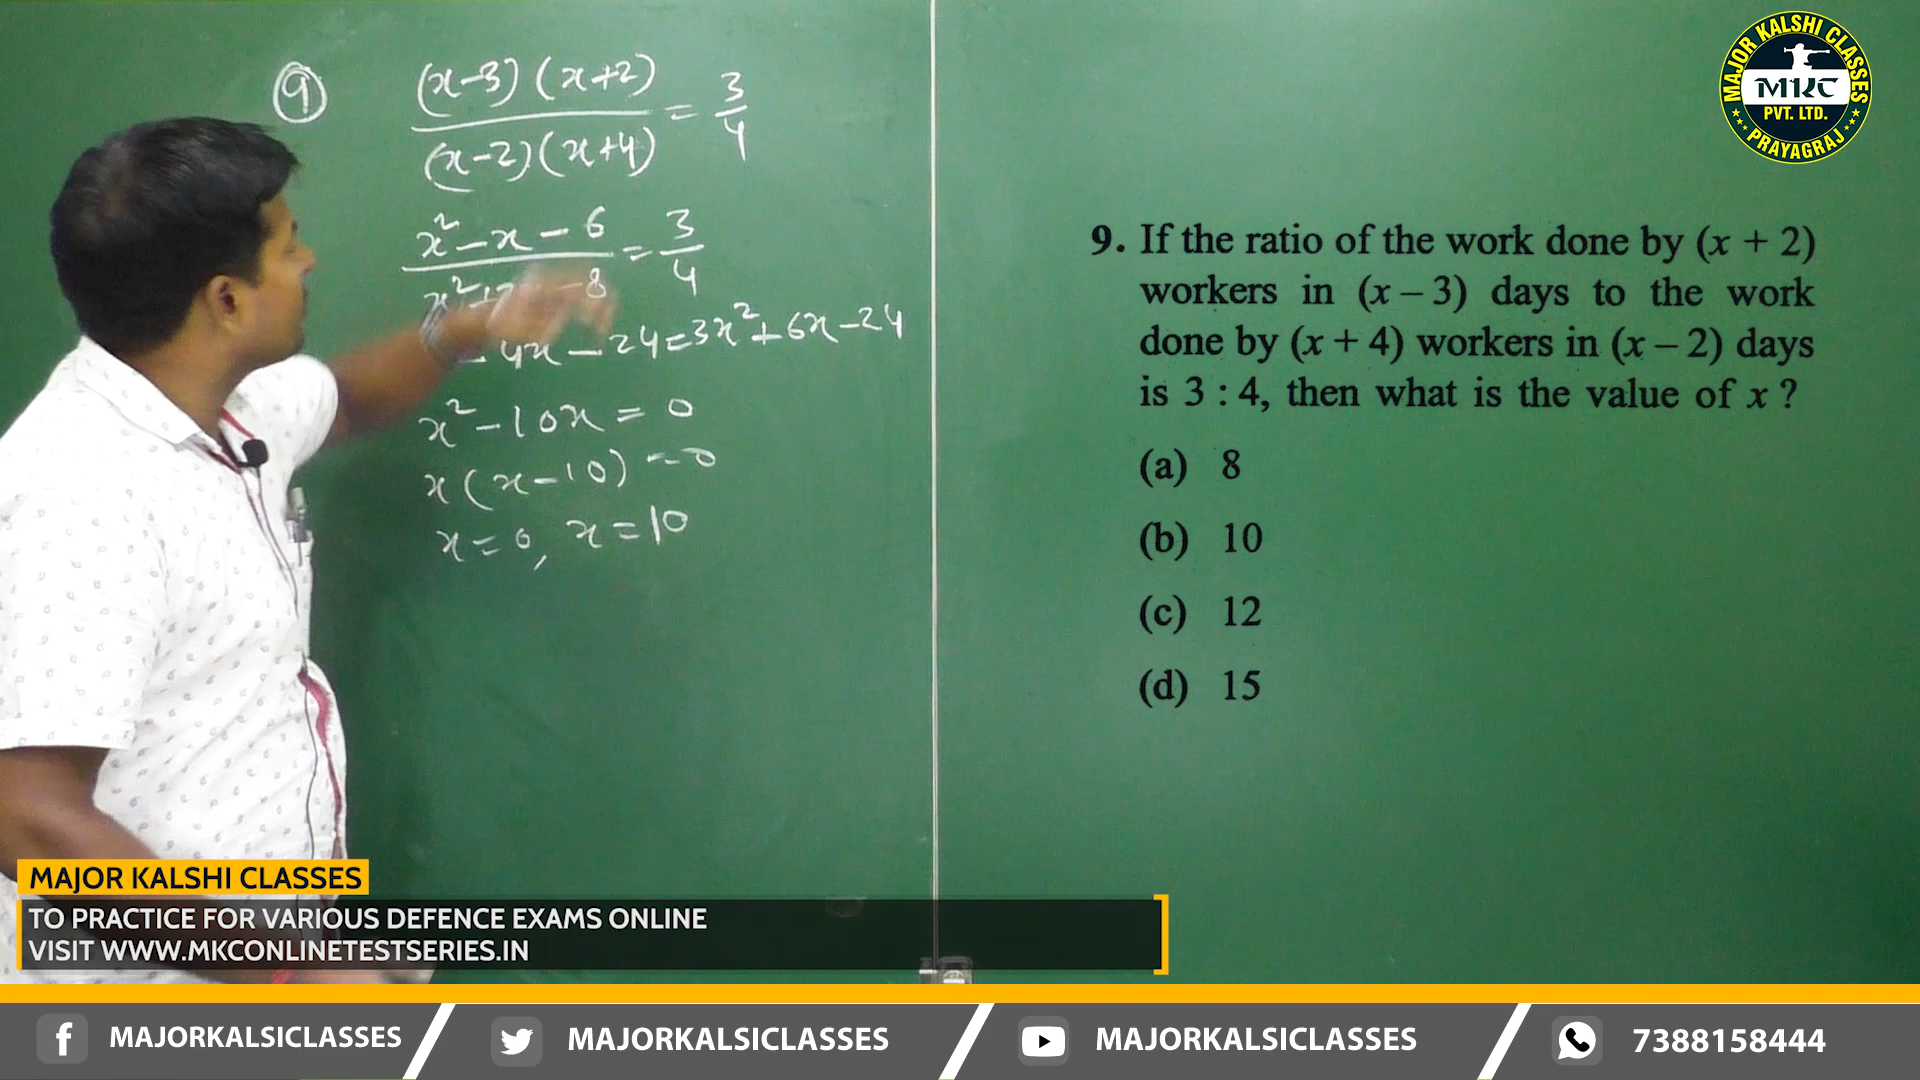 9
(x-3)(x+2) / (x-2)(x+4) = 3/4
x²-x-6 / x² -8 = 3/4
-4x-24=3x²+6x-24
x²-10x=0
x(x-10)=0
x=0, x=10
MAJOR KALSHI CLASSES
MKC
PVT. LTD.
PRAYAGRAJ
9. If the ratio of the work done by (x + 2)
workers in (x – 3) days to the work
done by (x + 4) workers in (x – 2) days
is 3 : 4, then what is the value of x ?
(a) 8
(b) 10
(c) 12
(d) 15
MAJOR KALSHI CLASSES
TO PRACTICE FOR VARIOUS DEFENCE EXAMS ONLINE
VISIT WWW.MKCONLINETESTSERIES.IN
MAJORKALSICLASSES
MAJORKALSICLASSES
MAJORKALSICLASSES
7388158444